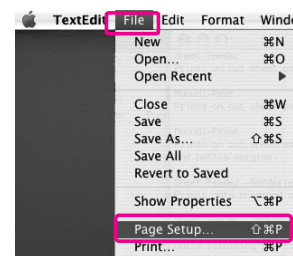 TextEdit File Edit Format Windo
New ⌘N
Open... ⌘O
Open Recent ▶
Close ⌘W
Save ⌘S
Save As... ⇧⌘S
Save All
Revert to Saved
Show Properties ⌥⌘P
Page Setup... ⇧⌘P
Print... ⌘P